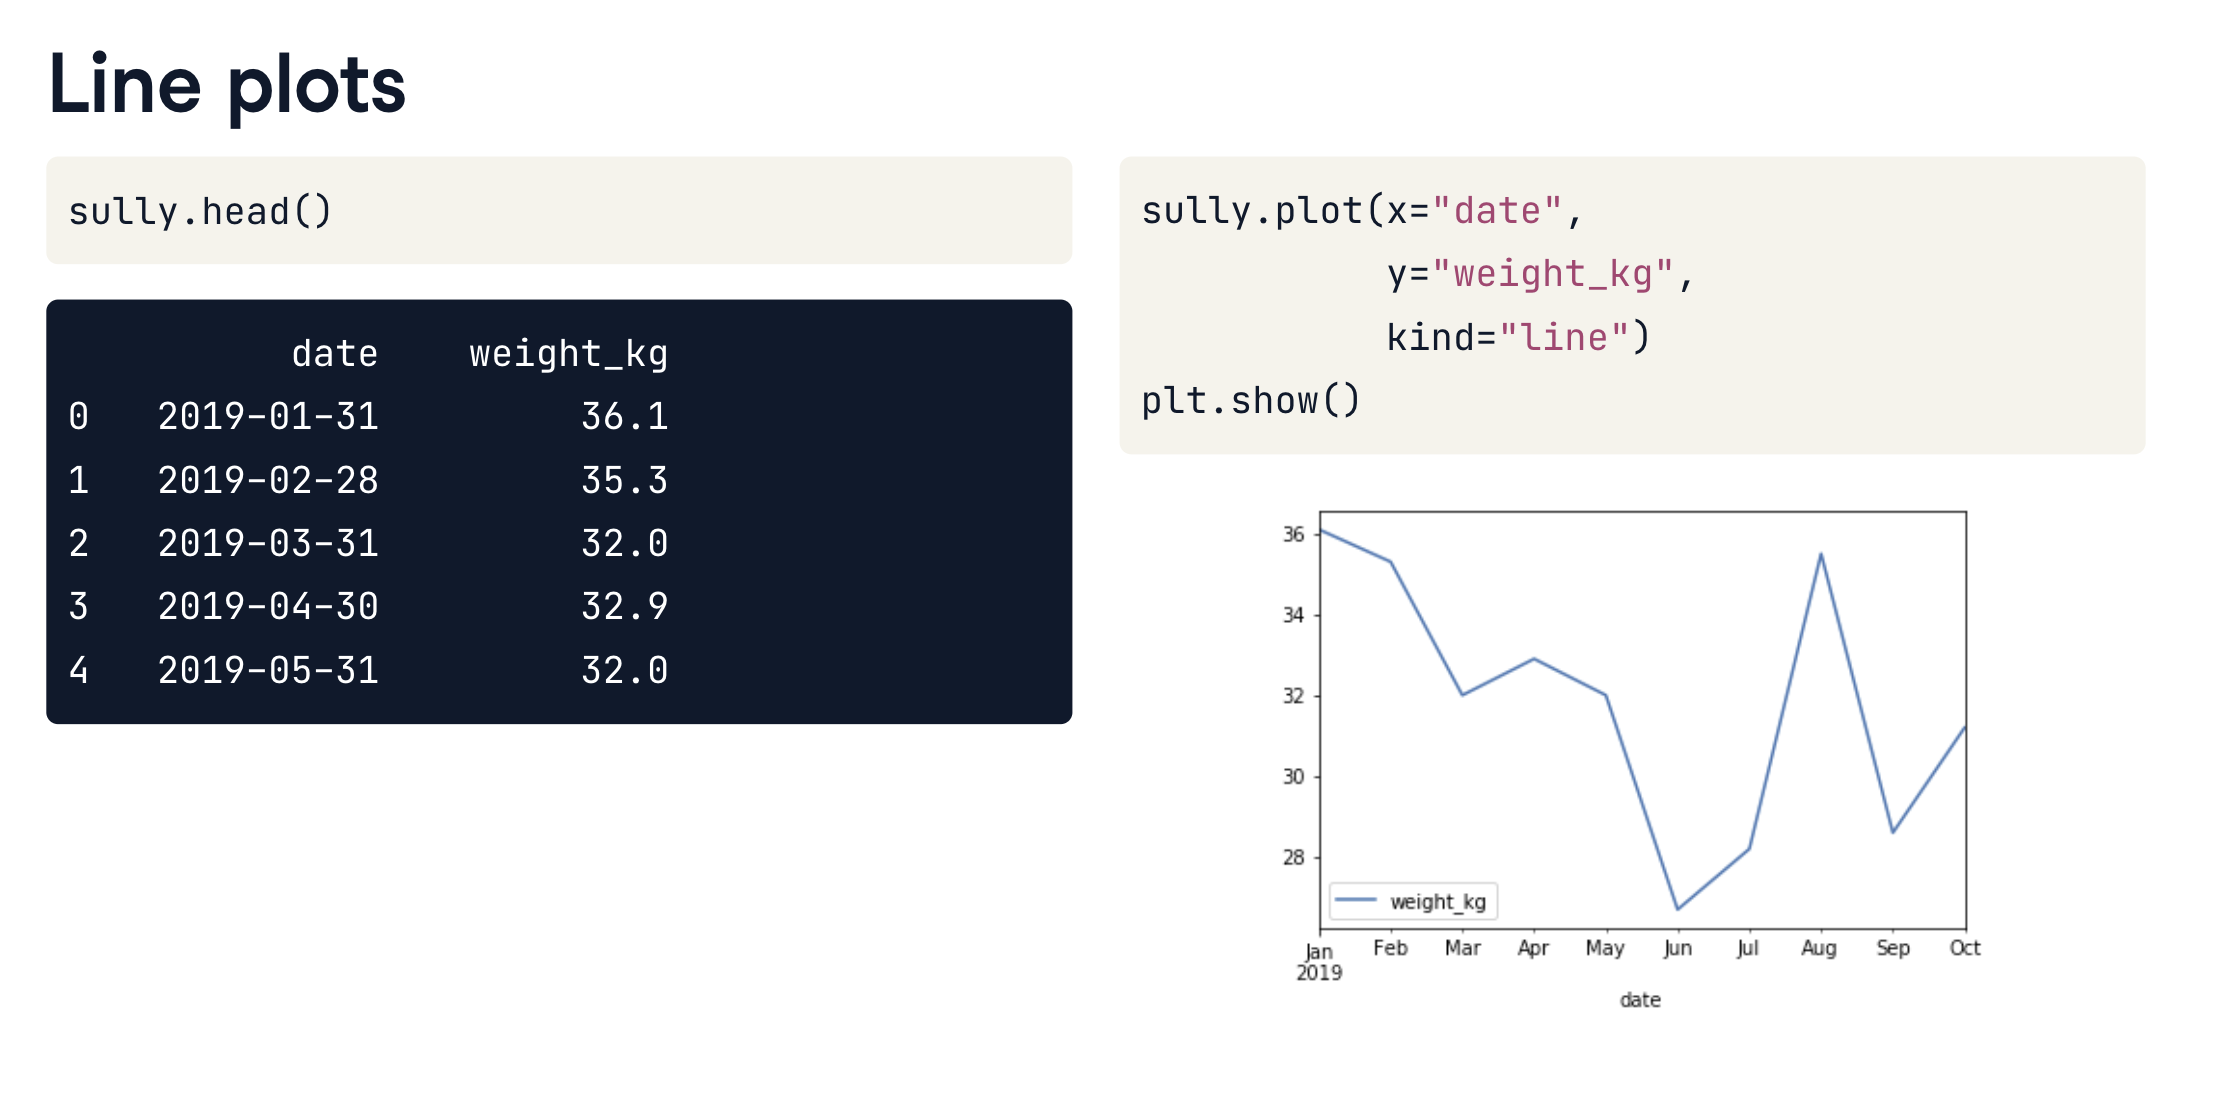 Line plots
sully.head()
date weight_kg
0 2019-01-31 36.1
1 2019-02-28 35.3
2 2019-03-31 32.0
3 2019-04-30 32.9
4 2019-05-31 32.0
sully.plot(x="date",
y="weight_kg",
kind="line")
plt.show()
36
34
32
30
28
weight_kg
Jan Feb Mar Apr May Jun Jul Aug Sep Oct
2019
date